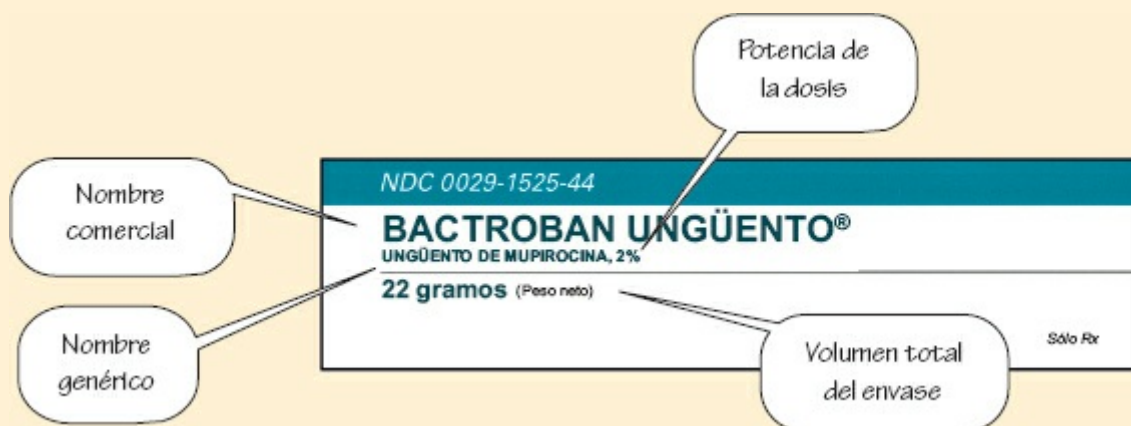 Potencia de
la dosis
Nombre
comercial
NDC 0029-1525-44
BACTROBAN UNGÜENTO®
UNGÜENTO DE MUPIROCINA, 2%
22 gramos (Peso neto)
Nombre
genérico
Volumen total
del envase
Sólo Rx